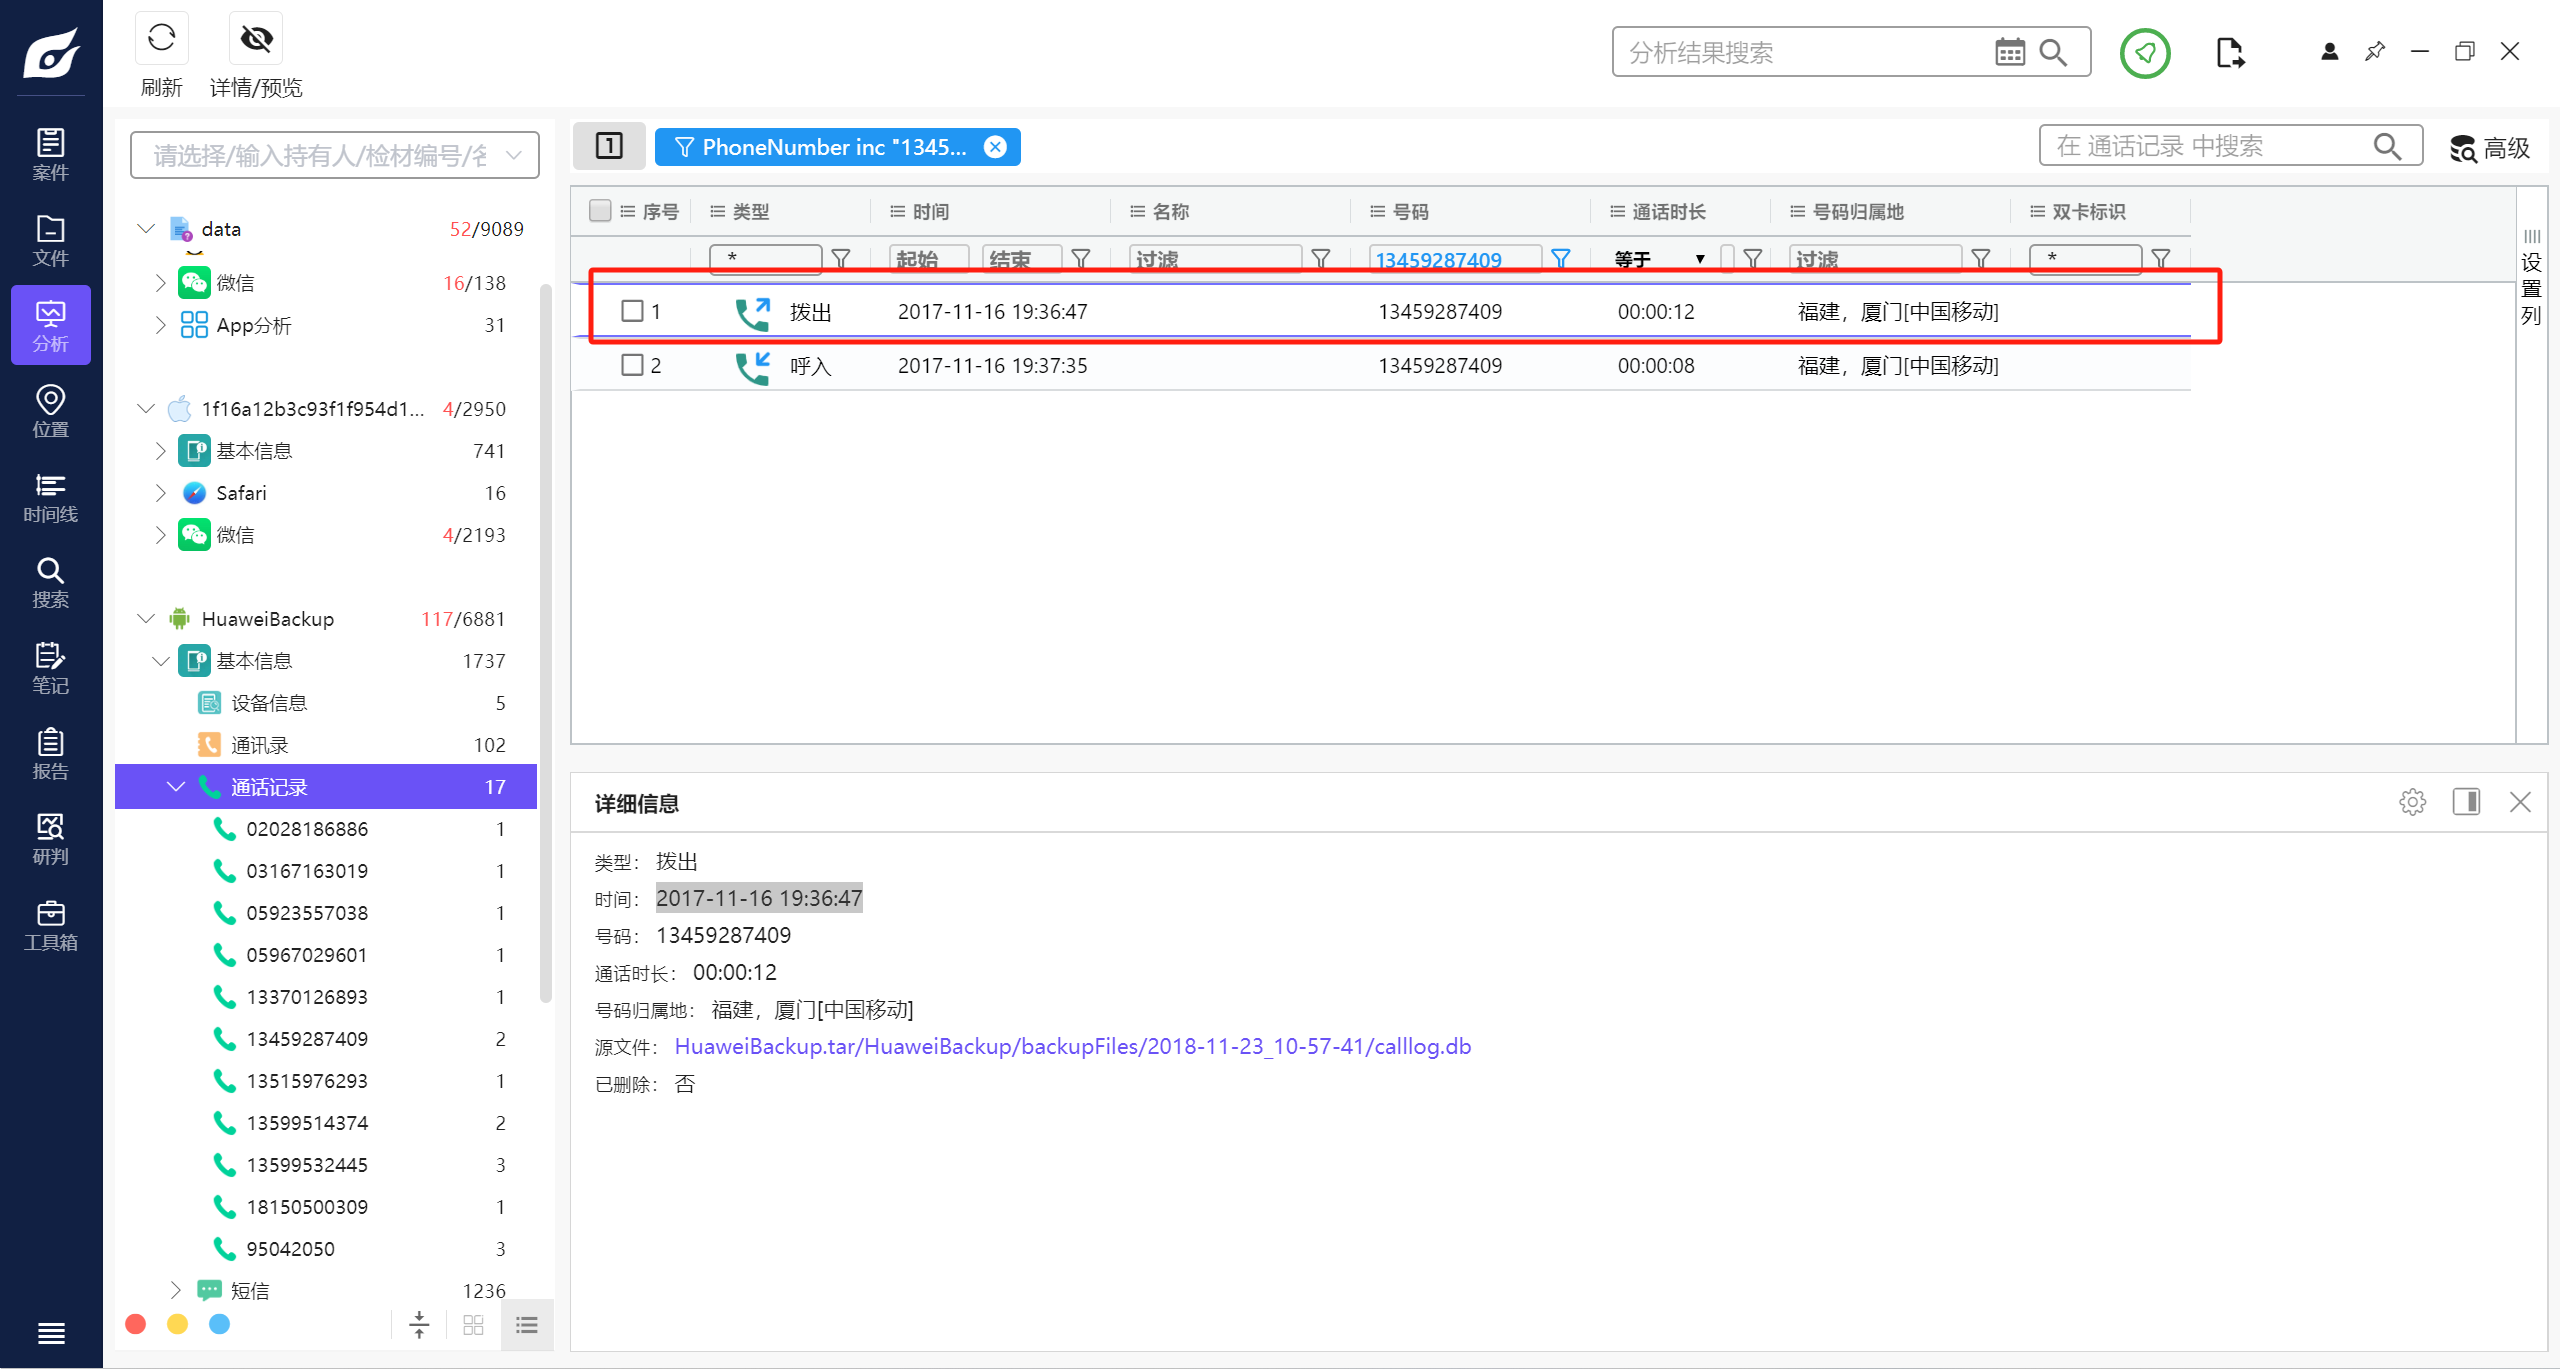 刷新
详情/预览
分析结果搜索
案件
文件
分析
位置
时间线
搜索
笔记
报告
研判
工具箱
请选择/输入持有人/检材编号/名
data 52/9089
微信 16/138
App分析 31
1f16a12b3c93f1f954d1... 4/2950
基本信息 741
Safari 16
微信 4/2193
HuaweiBackup 117/6881
基本信息 1737
设备信息 5
通讯录 102
通话记录 17
02028186886 1
03167163019 1
05923557038 1
05967029601 1
13370126893 1
13459287409 2
13515976293 1
13599514374 2
13599532445 3
18150500309 1
95042050 3
短信 1236
1 PhoneNumber inc "1345...
在 通话记录 中搜索
高级
序号 类型 时间 名称 号码 通话时长 号码归属地 双卡标识
* 起始 结束 过滤 13459287409 等于 过滤 *
1 拨出 2017-11-16 19:36:47 13459287409 00:00:12 福建，厦门[中国移动]
2 呼入 2017-11-16 19:37:35 13459287409 00:00:08 福建，厦门[中国移动]
设置列
详细信息
类型： 拨出
时间： 2017-11-16 19:36:47
号码： 13459287409
通话时长： 00:00:12
号码归属地： 福建，厦门[中国移动]
源文件： HuaweiBackup.tar/HuaweiBackup/backupFiles/2018-11-23_10-57-41/calllog.db
已删除： 否